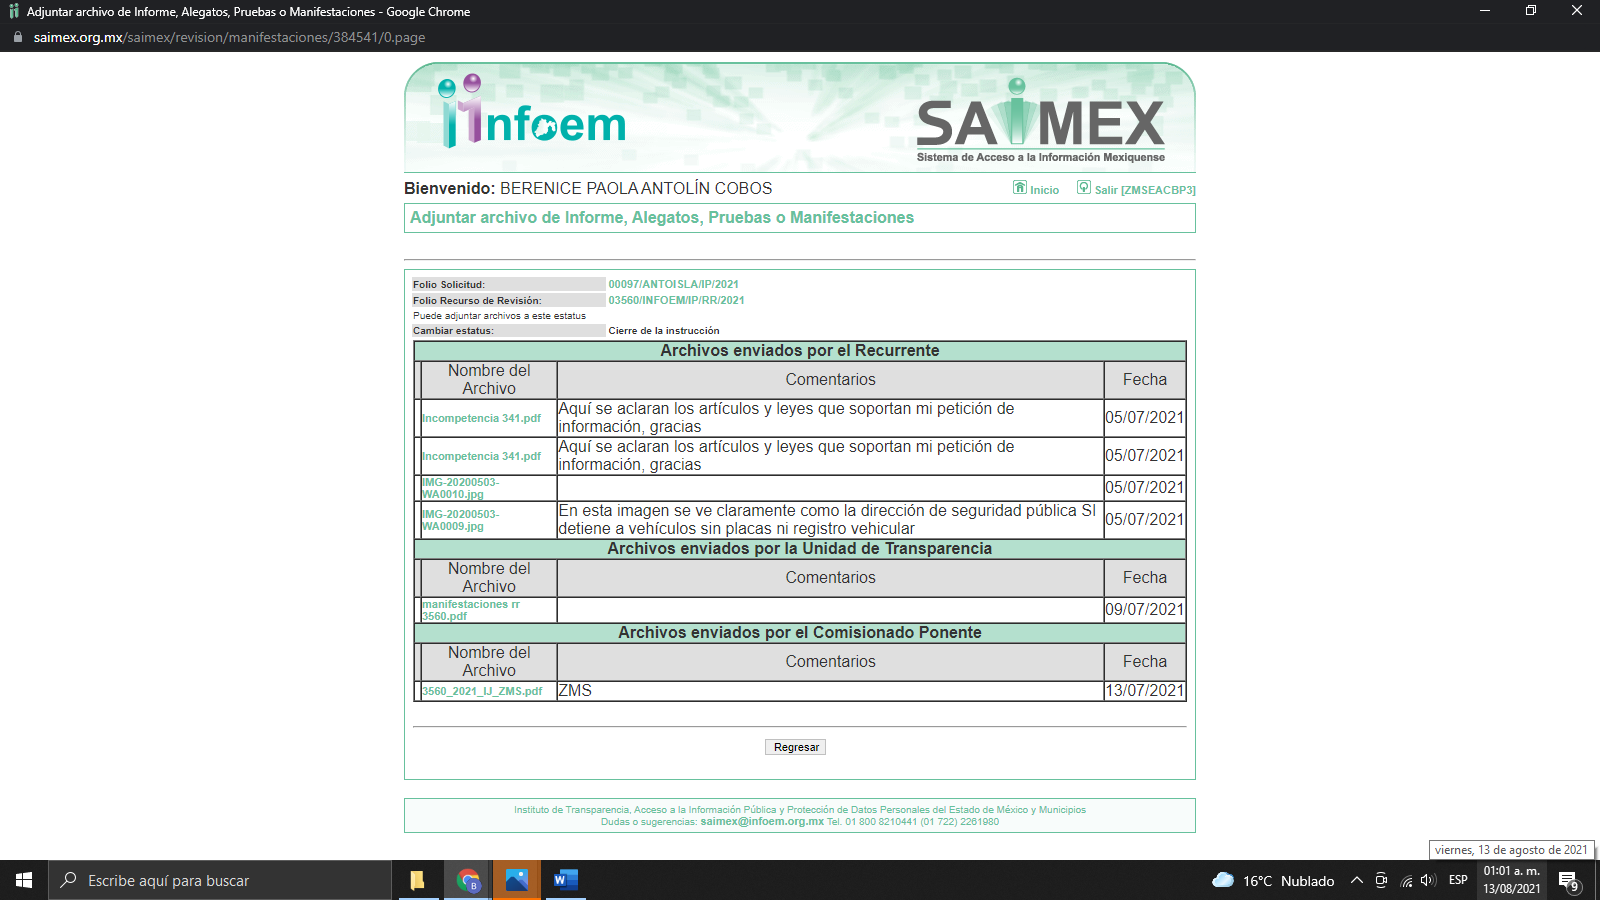 Adjuntar archivo de Informe, Alegatos, Pruebas o Manifestaciones - Google Chrome
saimex.org.mx/saimex/revision/manifestaciones/384541/0.page
infoem
SAIMEX
Sistema de Acceso a la Información Mexiquense
Bienvenido: BERENICE PAOLA ANTOLÍN COBOS
Inicio Salir [ZMSEACBP3]
Adjuntar archivo de Informe, Alegatos, Pruebas o Manifestaciones
Folio Solicitud: 00097/ANTOISLA/IP/2021
Folio Recurso de Revisión: 03560/INFOEM/IP/RR/2021
Puede adjuntar archivos a este estatus
Cambiar estatus: Cierre de la instrucción
Archivos enviados por el Recurrente
Nombre del
Archivo
Comentarios
Fecha
Incompetencia 341.pdf
Aquí se aclaran los artículos y leyes que soportan mi petición de
información, gracias
05/07/2021
Incompetencia 341.pdf
Aquí se aclaran los artículos y leyes que soportan mi petición de
información, gracias
05/07/2021
IMG-20200503-
WA0010.jpg
05/07/2021
IMG-20200503-
WA0009.jpg
En esta imagen se ve claramente como la dirección de seguridad pública SI
detiene a vehículos sin placas ni registro vehicular
05/07/2021
Archivos enviados por la Unidad de Transparencia
Nombre del
Archivo
Comentarios
Fecha
manifestaciones rr
3560.pdf
09/07/2021
Archivos enviados por el Comisionado Ponente
Nombre del
Archivo
Comentarios
Fecha
3560_2021_IJ_ZMS.pdf
ZMS
13/07/2021
Regresar
Instituto de Transparencia, Acceso a la Información Pública y Protección de Datos Personales del Estado de México y Municipios
Dudas o sugerencias: saimex@infoem.org.mx Tel. 01 800 8210441 (01 722) 2261980
viernes, 13 de agosto de 2021
Escribe aquí para buscar
B
W
16°C Nublado
ESP
01:01 a. m.
13/08/2021
9